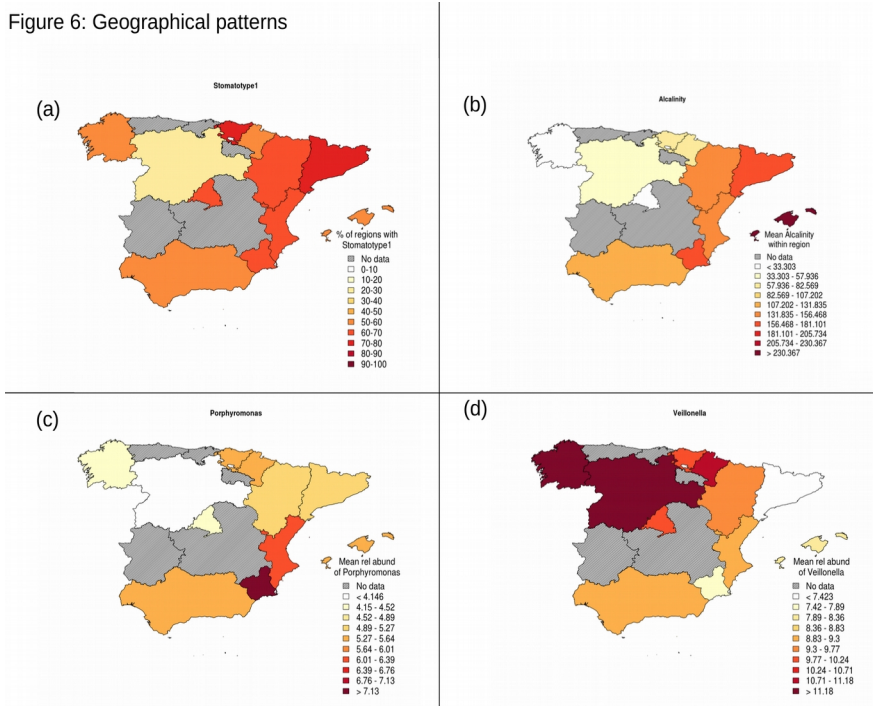 Figure 6: Geographical patterns
(a)
Stomatotype1
% of regions with
Stomatotype1
No data
0-10
10-20
20-30
30-40
40-50
50-60
60-70
70-80
80-90
90-100
(b)
Alcalinity
Mean Alcalinity
within region
No data
< 33.303
33.303 - 57.936
57.936 - 82.569
82.569 - 107.202
107.202 - 131.835
131.835 - 156.468
156.468 - 181.101
181.101 - 205.734
205.734 - 230.367
> 230.367
(c)
Porphyromonas
Mean rel abund
of Porphyromonas
No data
< 4.146
4.15 - 4.52
4.52 - 4.89
4.89 - 5.27
5.27 - 5.64
5.64 - 6.01
6.01 - 6.39
6.39 - 6.76
6.76 - 7.13
> 7.13
(d)
Veillonella
Mean rel abund
of Veillonella
No data
< 7.423
7.42 - 7.89
7.89 - 8.36
8.36 - 8.83
8.83 - 9.3
9.3 - 9.77
9.77 - 10.24
10.24 - 10.71
10.71 - 11.18
> 11.18